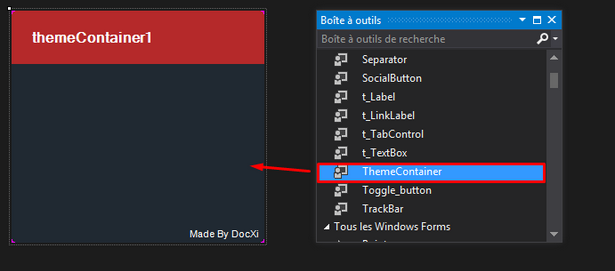 themeContainer1
Made By DocXi
Boîte à outils
Boîte à outils de recherche
Separator
SocialButton
t_Label
t_LinkLabel
t_TabControl
t_TextBox
ThemeContainer
Toggle_button
TrackBar
Tous les Windows Forms